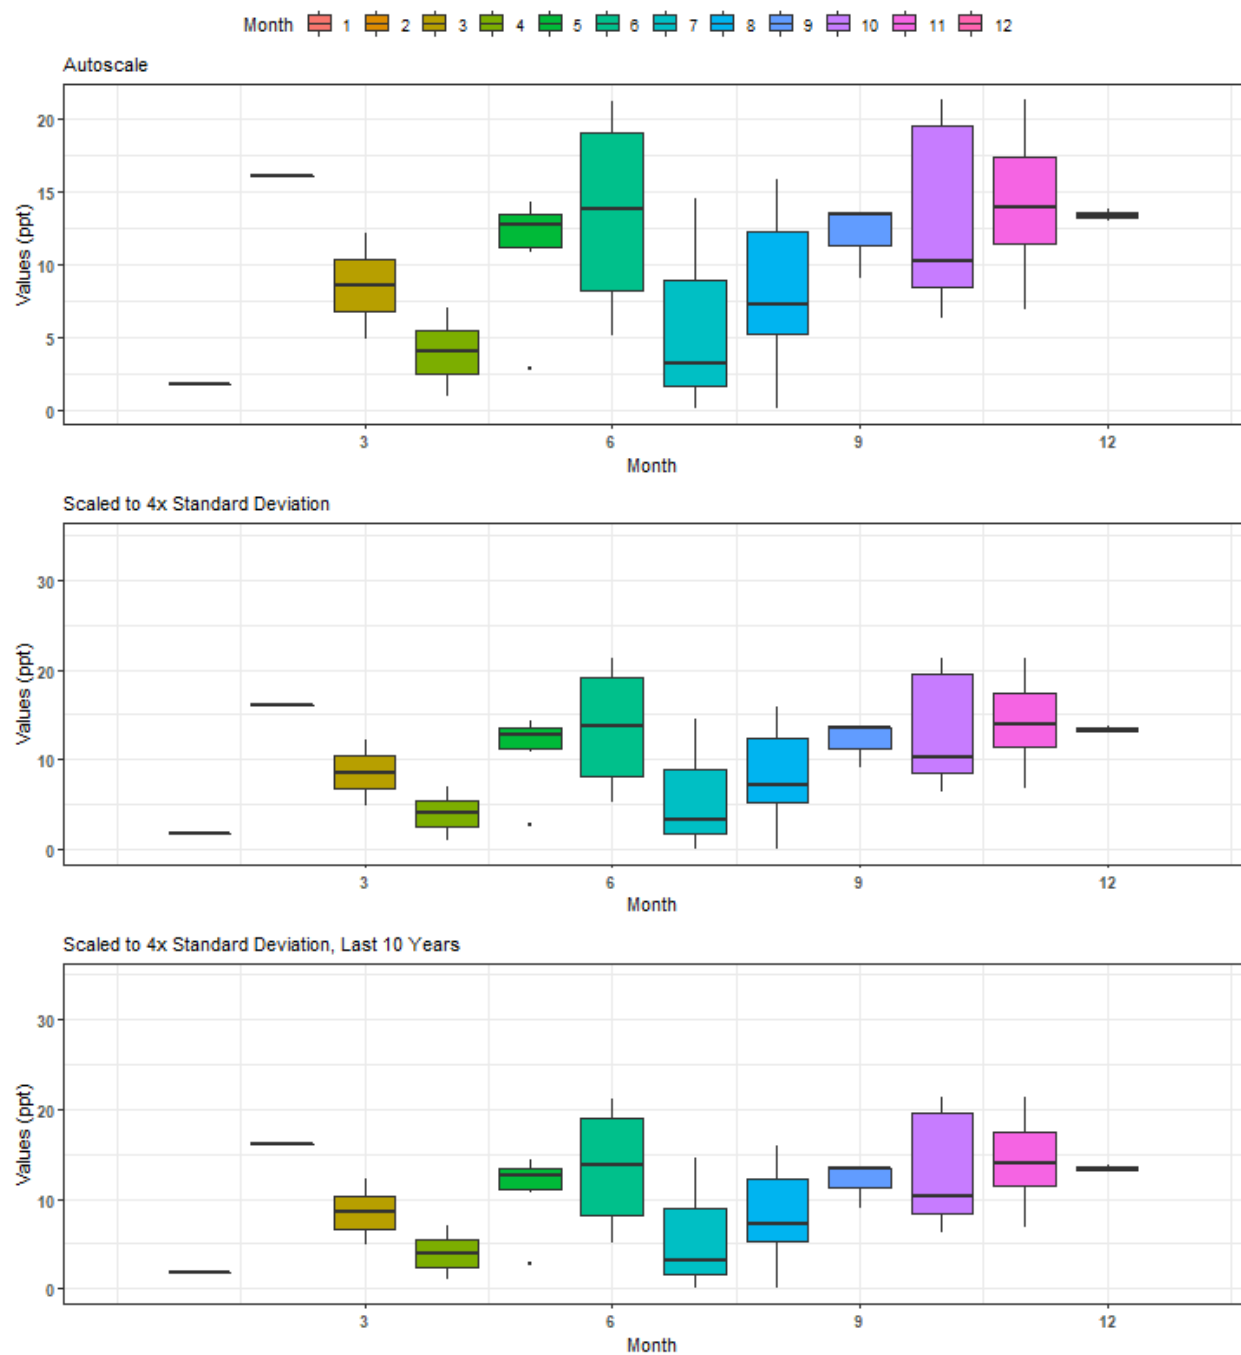 Month 1 2 3 4 5 6 7 8 9 10 11 12
Autoscale
Values (ppt)
20
15
10
5
0
3 6 9 12
Month
Scaled to 4x Standard Deviation
Values (ppt)
30
20
10
0
3 6 9 12
Month
Scaled to 4x Standard Deviation, Last 10 Years
Values (ppt)
30
20
10
0
3 6 9 12
Month